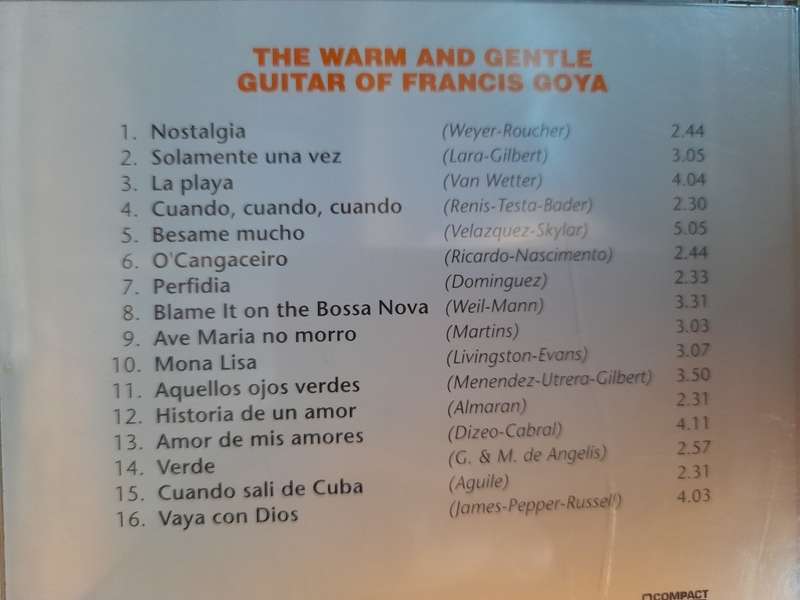 THE WARM AND GENTLE
GUITAR OF FRANCIS GOYA
1. Nostalgia (Weyer-Roucher) 2.44
2. Solamente una vez (Lara-Gilbert) 3.05
3. La playa (Van Wetter) 4.04
4. Cuando, cuando, cuando (Renis-Testa-Bader) 2.30
5. Besame mucho (Velazquez-Skylar) 5.05
6. O'Cangaceiro (Ricardo-Nascimento) 2.44
7. Perfidia (Dominguez) 2.33
8. Blame It on the Bossa Nova (Weil-Mann) 3.31
9. Ave Maria no morro (Martins) 3.03
10. Mona Lisa (Livingston-Evans) 3.07
11. Aquellos ojos verdes (Menendez-Utrera-Gilbert) 3.50
12. Historia de un amor (Almaran) 2.31
13. Amor de mis amores (Dizeo-Cabral) 4.11
14. Verde (G. & M. de Angelis) 2.57
15. Cuando sali de Cuba (Aguile) 2.31
16. Vaya con Dios (James-Pepper-Russell) 4.03
COMPACT